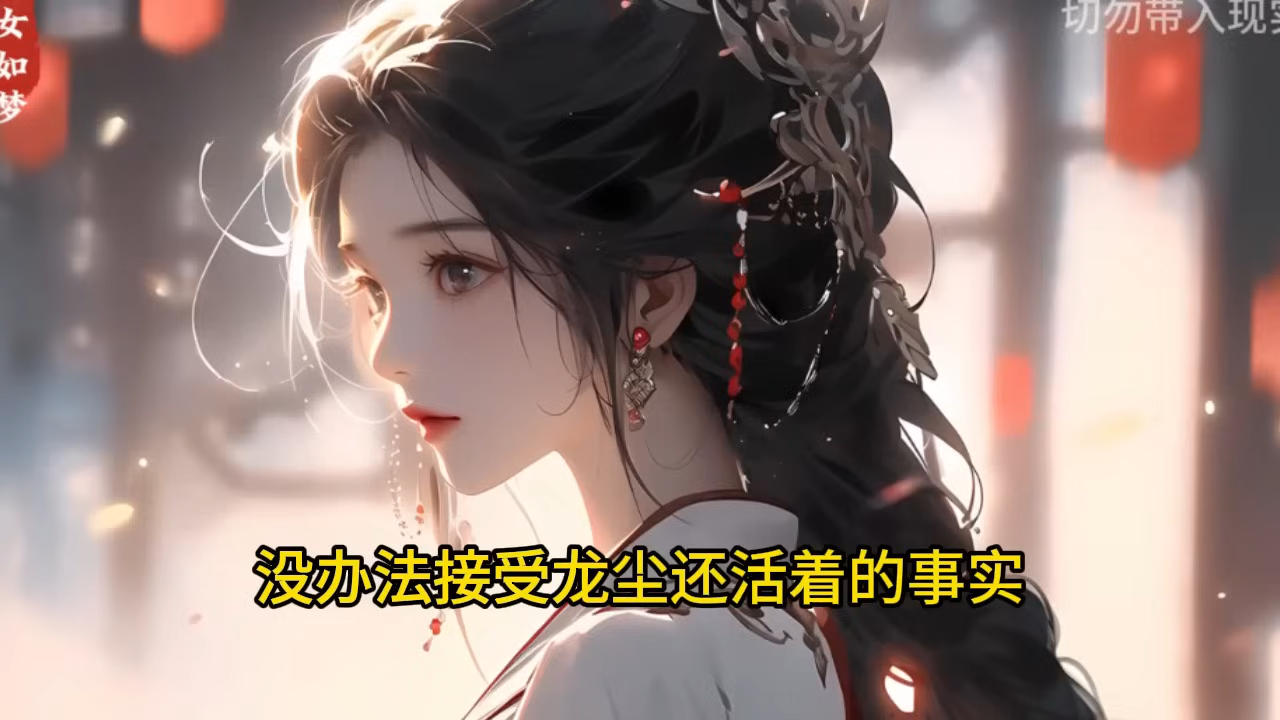 女如梦
切勿带入现实
没办法接受龙尘还活着的事实